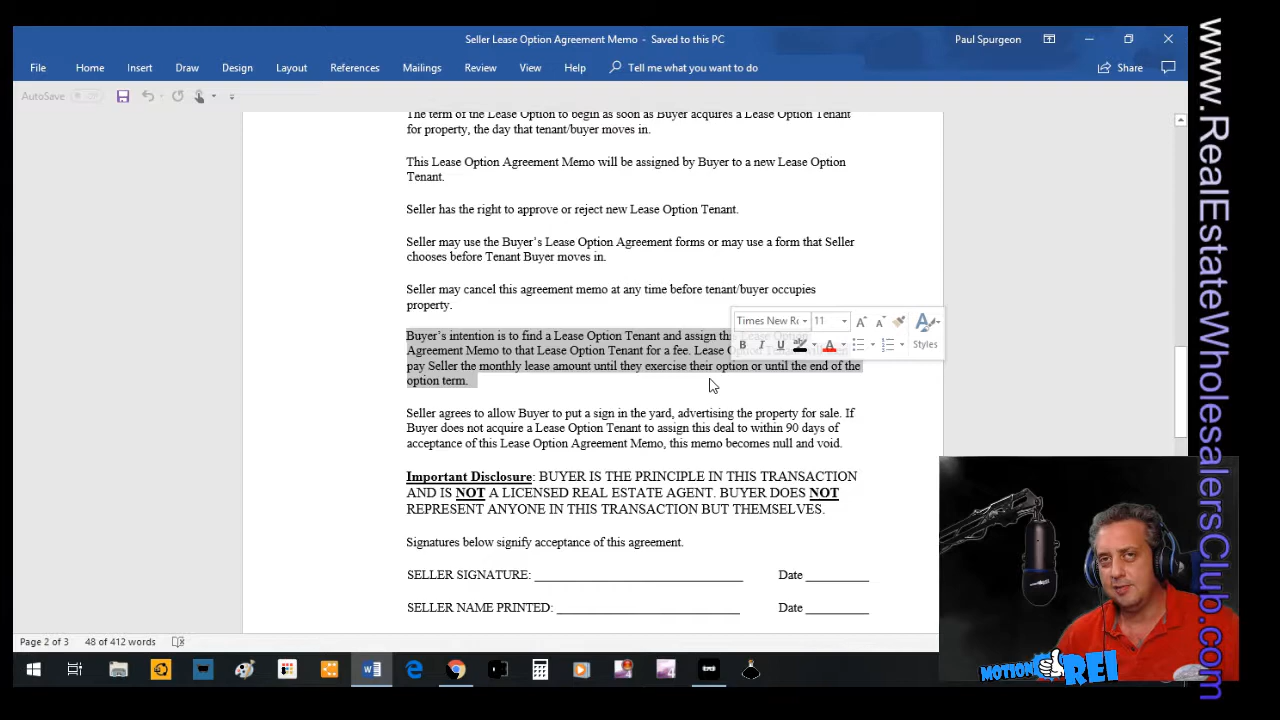 Seller Lease Option Agreement Memo - Saved to this PC
Paul Spurgeon
File Home Insert Draw Design Layout References Mailings Review View Help Tell me what you want to do Share
AutoSave Off
The term of the Lease Option to begin as soon as Buyer acquires a Lease Option Tenant
for property, the day that tenant/buyer moves in.
This Lease Option Agreement Memo will be assigned by Buyer to a new Lease Option
Tenant.
Seller has the right to approve or reject new Lease Option Tenant.
Seller may use the Buyer's Lease Option Agreement forms or may use a form that Seller
chooses before Tenant Buyer moves in.
Seller may cancel this agreement memo at any time before tenant/buyer occupies
property.
Times New Ro 11
Styles
Buyer's intention is to find a Lease Option Tenant and assign this Lease Option
Agreement Memo to that Lease Option Tenant for a fee. Lease
pay Seller the monthly lease amount until they exercise their option or until the end of the
option term.
Seller agrees to allow Buyer to put a sign in the yard, advertising the property for sale. If
Buyer does not acquire a Lease Option Tenant to assign this deal to within 90 days of
acceptance of this Lease Option Agreement Memo, this memo becomes null and void.
Important Disclosure: BUYER IS THE PRINCIPLE IN THIS TRANSACTION
AND IS NOT A LICENSED REAL ESTATE AGENT. BUYER DOES NOT
REPRESENT ANYONE IN THIS TRANSACTION BUT THEMSELVES.
Signatures below signify acceptance of this agreement.
SELLER SIGNATURE: Date
SELLER NAME PRINTED: Date
Page 2 of 3 48 of 412 words
MOTION REI
www.RealEstateWholesalersClub.com